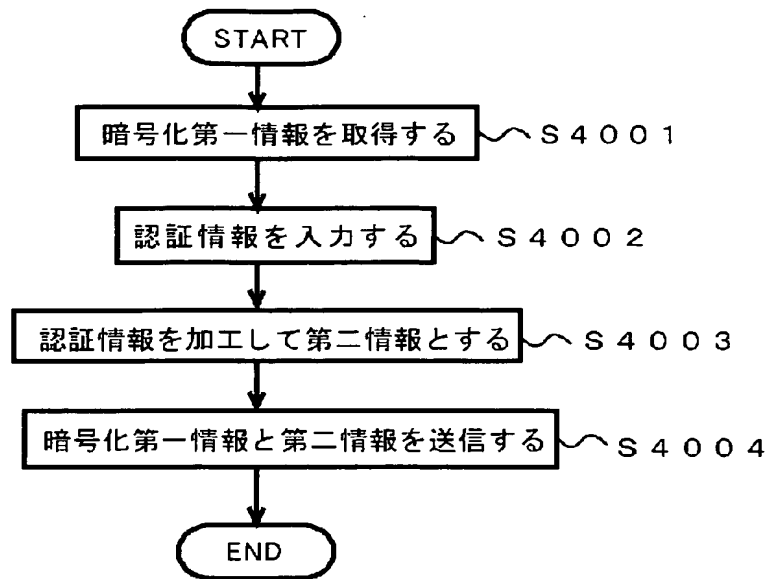 START
暗号化第一情報を取得する S4001
認証情報を入力する S4002
認証情報を加工して第二情報とする S4003
暗号化第一情報と第二情報を送信する S4004
END